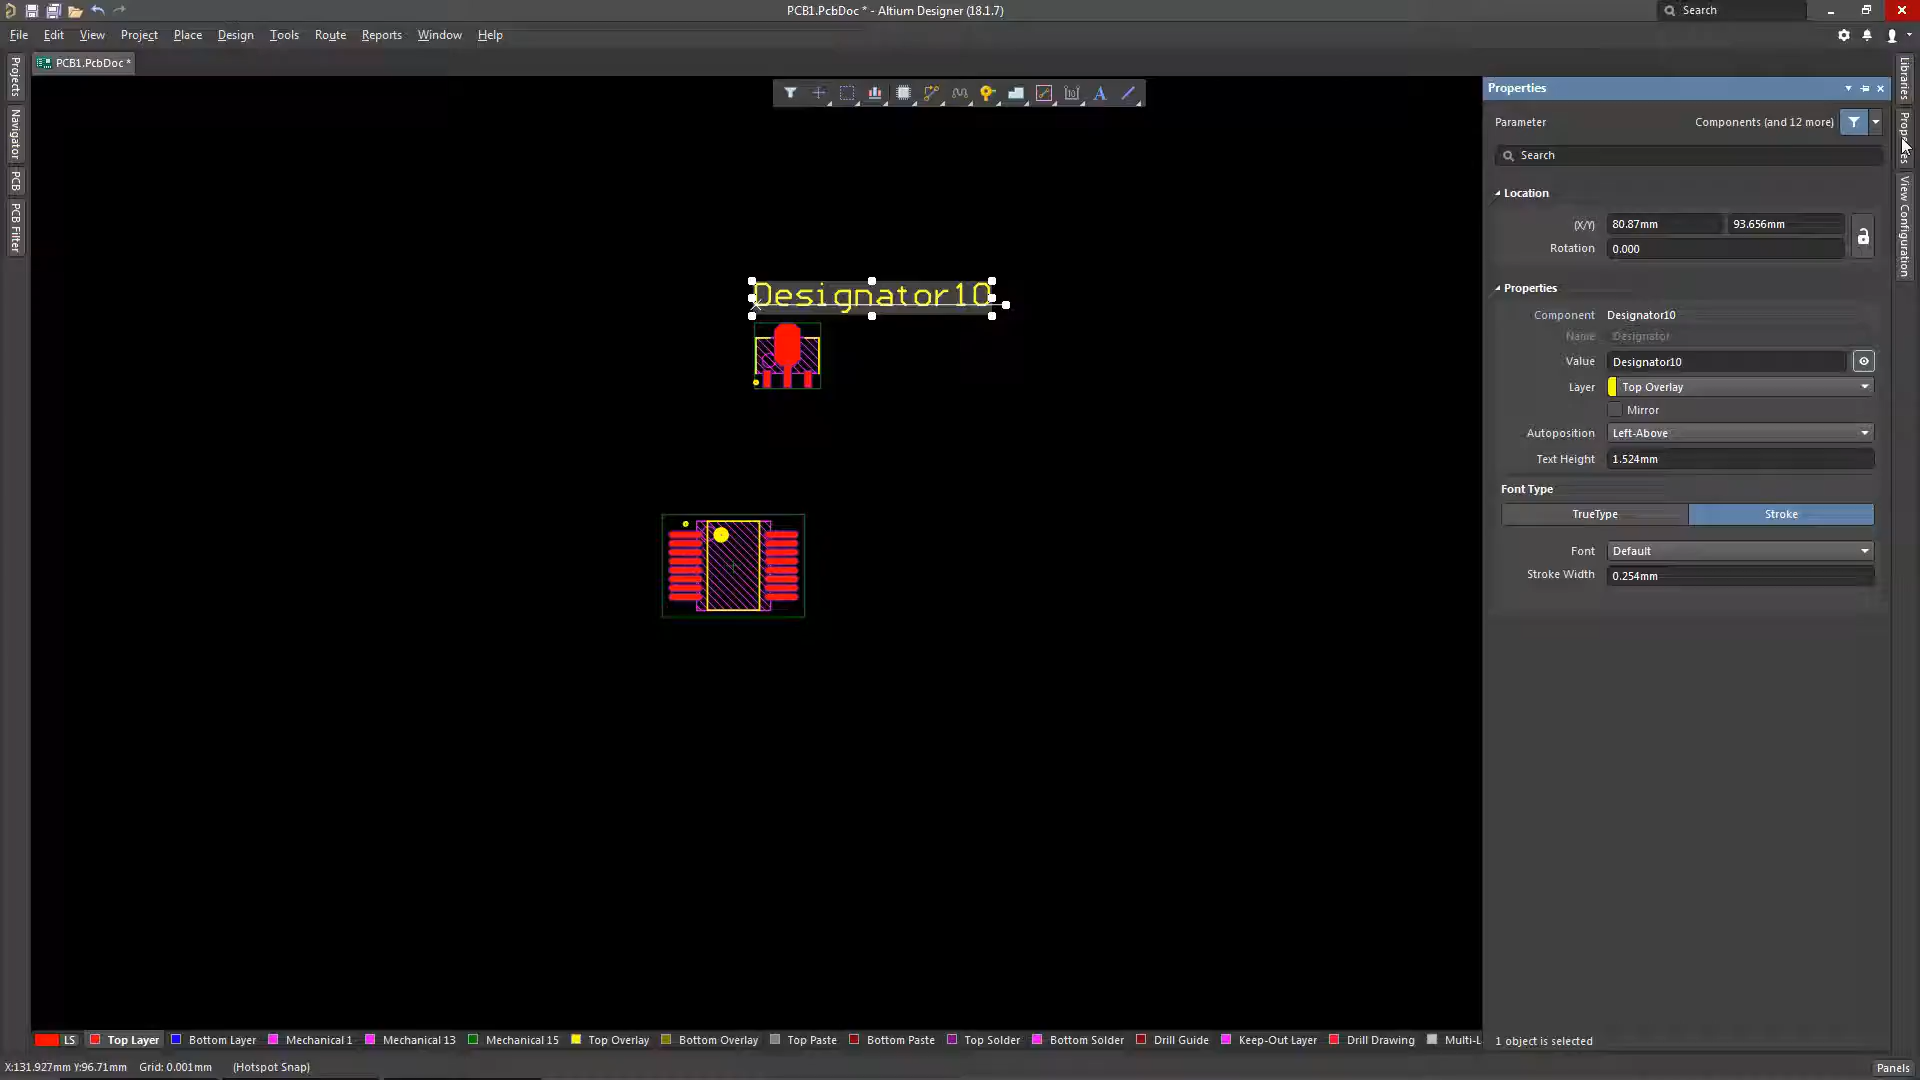 PCB1.PcbDoc * - Altium Designer (18.1.7)
Search
File Edit View Project Place Design Tools Route Reports Window Help
PCB1.PcbDoc *
Projects
Navigator
PCB
PCB Filter
Designator10
Properties
Parameter Components (and 12 more)
Search
Location
(X/Y) 80.87mm 93.656mm
Rotation 0.000
Properties
Component Designator10
Name Designator
Value Designator10
Layer Top Overlay
Mirror
Autoposition Left-Above
Text Height 1.524mm
Font Type
TrueType Stroke
Font Default
Stroke Width 0.254mm
1 object is selected
Libraries
Properties
View Configuration
LS Top Layer Bottom Layer Mechanical 1 Mechanical 13 Mechanical 15 Top Overlay Bottom Overlay Top Paste Bottom Paste Top Solder Bottom Solder Drill Guide Keep-Out Layer Drill Drawing Multi-L
X:131.927mm Y:96.71mm Grid: 0.001mm (Hotspot Snap)
Panels